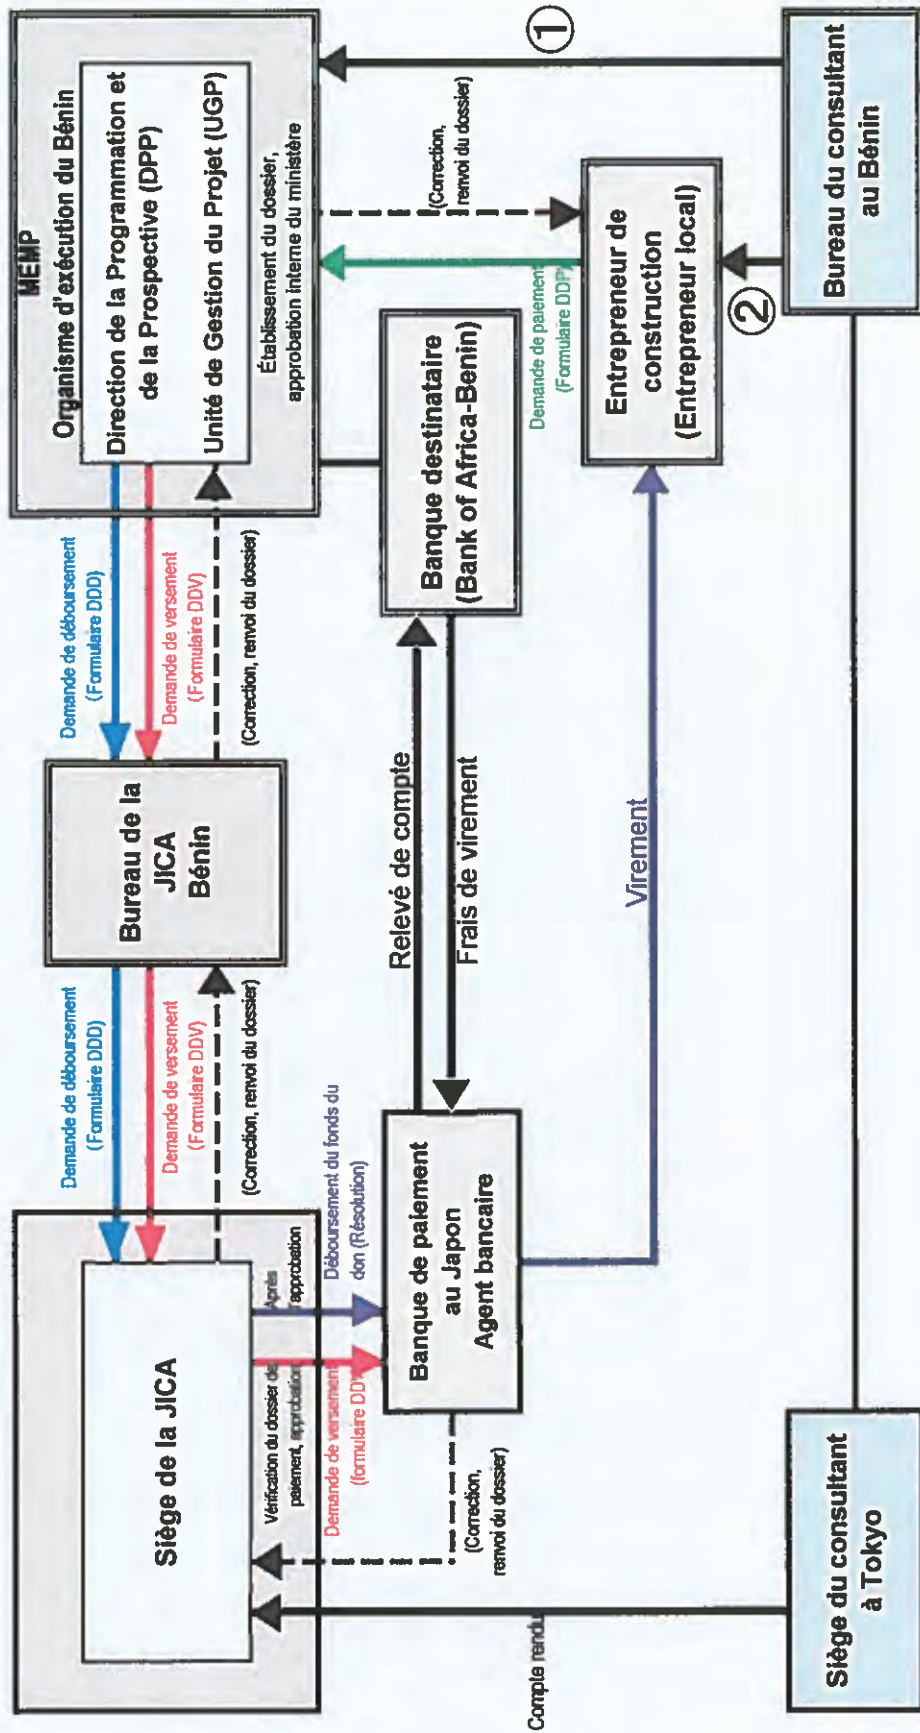 MEMP
Organisme d'exécution du Bénin
Direction de la Programmation et
de la Prospective (DPP)
Unité de Gestion du Projet (UGP)
Établissement du dossier,
approbation interne du ministère
Demande de déboursement
(Formulaire DDD)
Demande de versement
(Formulaire DDV)
(Correction, renvoi du dossier)
Bureau de la
JICA
Bénin
Demande de déboursement
(Formulaire DDD)
Demande de versement
(Formulaire DDV)
(Correction, renvoi du dossier)
Siège de la JICA
Vérification du dossier de
paiement, approbation
Après
l'approbation
Demande de versement
(formulaire DDV
Déboursement du fonds du
don (Résolution)
Banque de paiement
au Japon
Agent bancaire
(Correction,
renvoi du dossier)
Relevé de compte
Frais de virement
Banque destinataire
(Bank of Africa-Benin)
Demande de paiement
(Formulaire DDP)
(Correction,
renvoi du dossier)
Virement
Entrepreneur de
construction
(Entrepreneur local)
①
②
Compte rendu
Siège du consultant
à Tokyo
Bureau du consultant
au Bénin